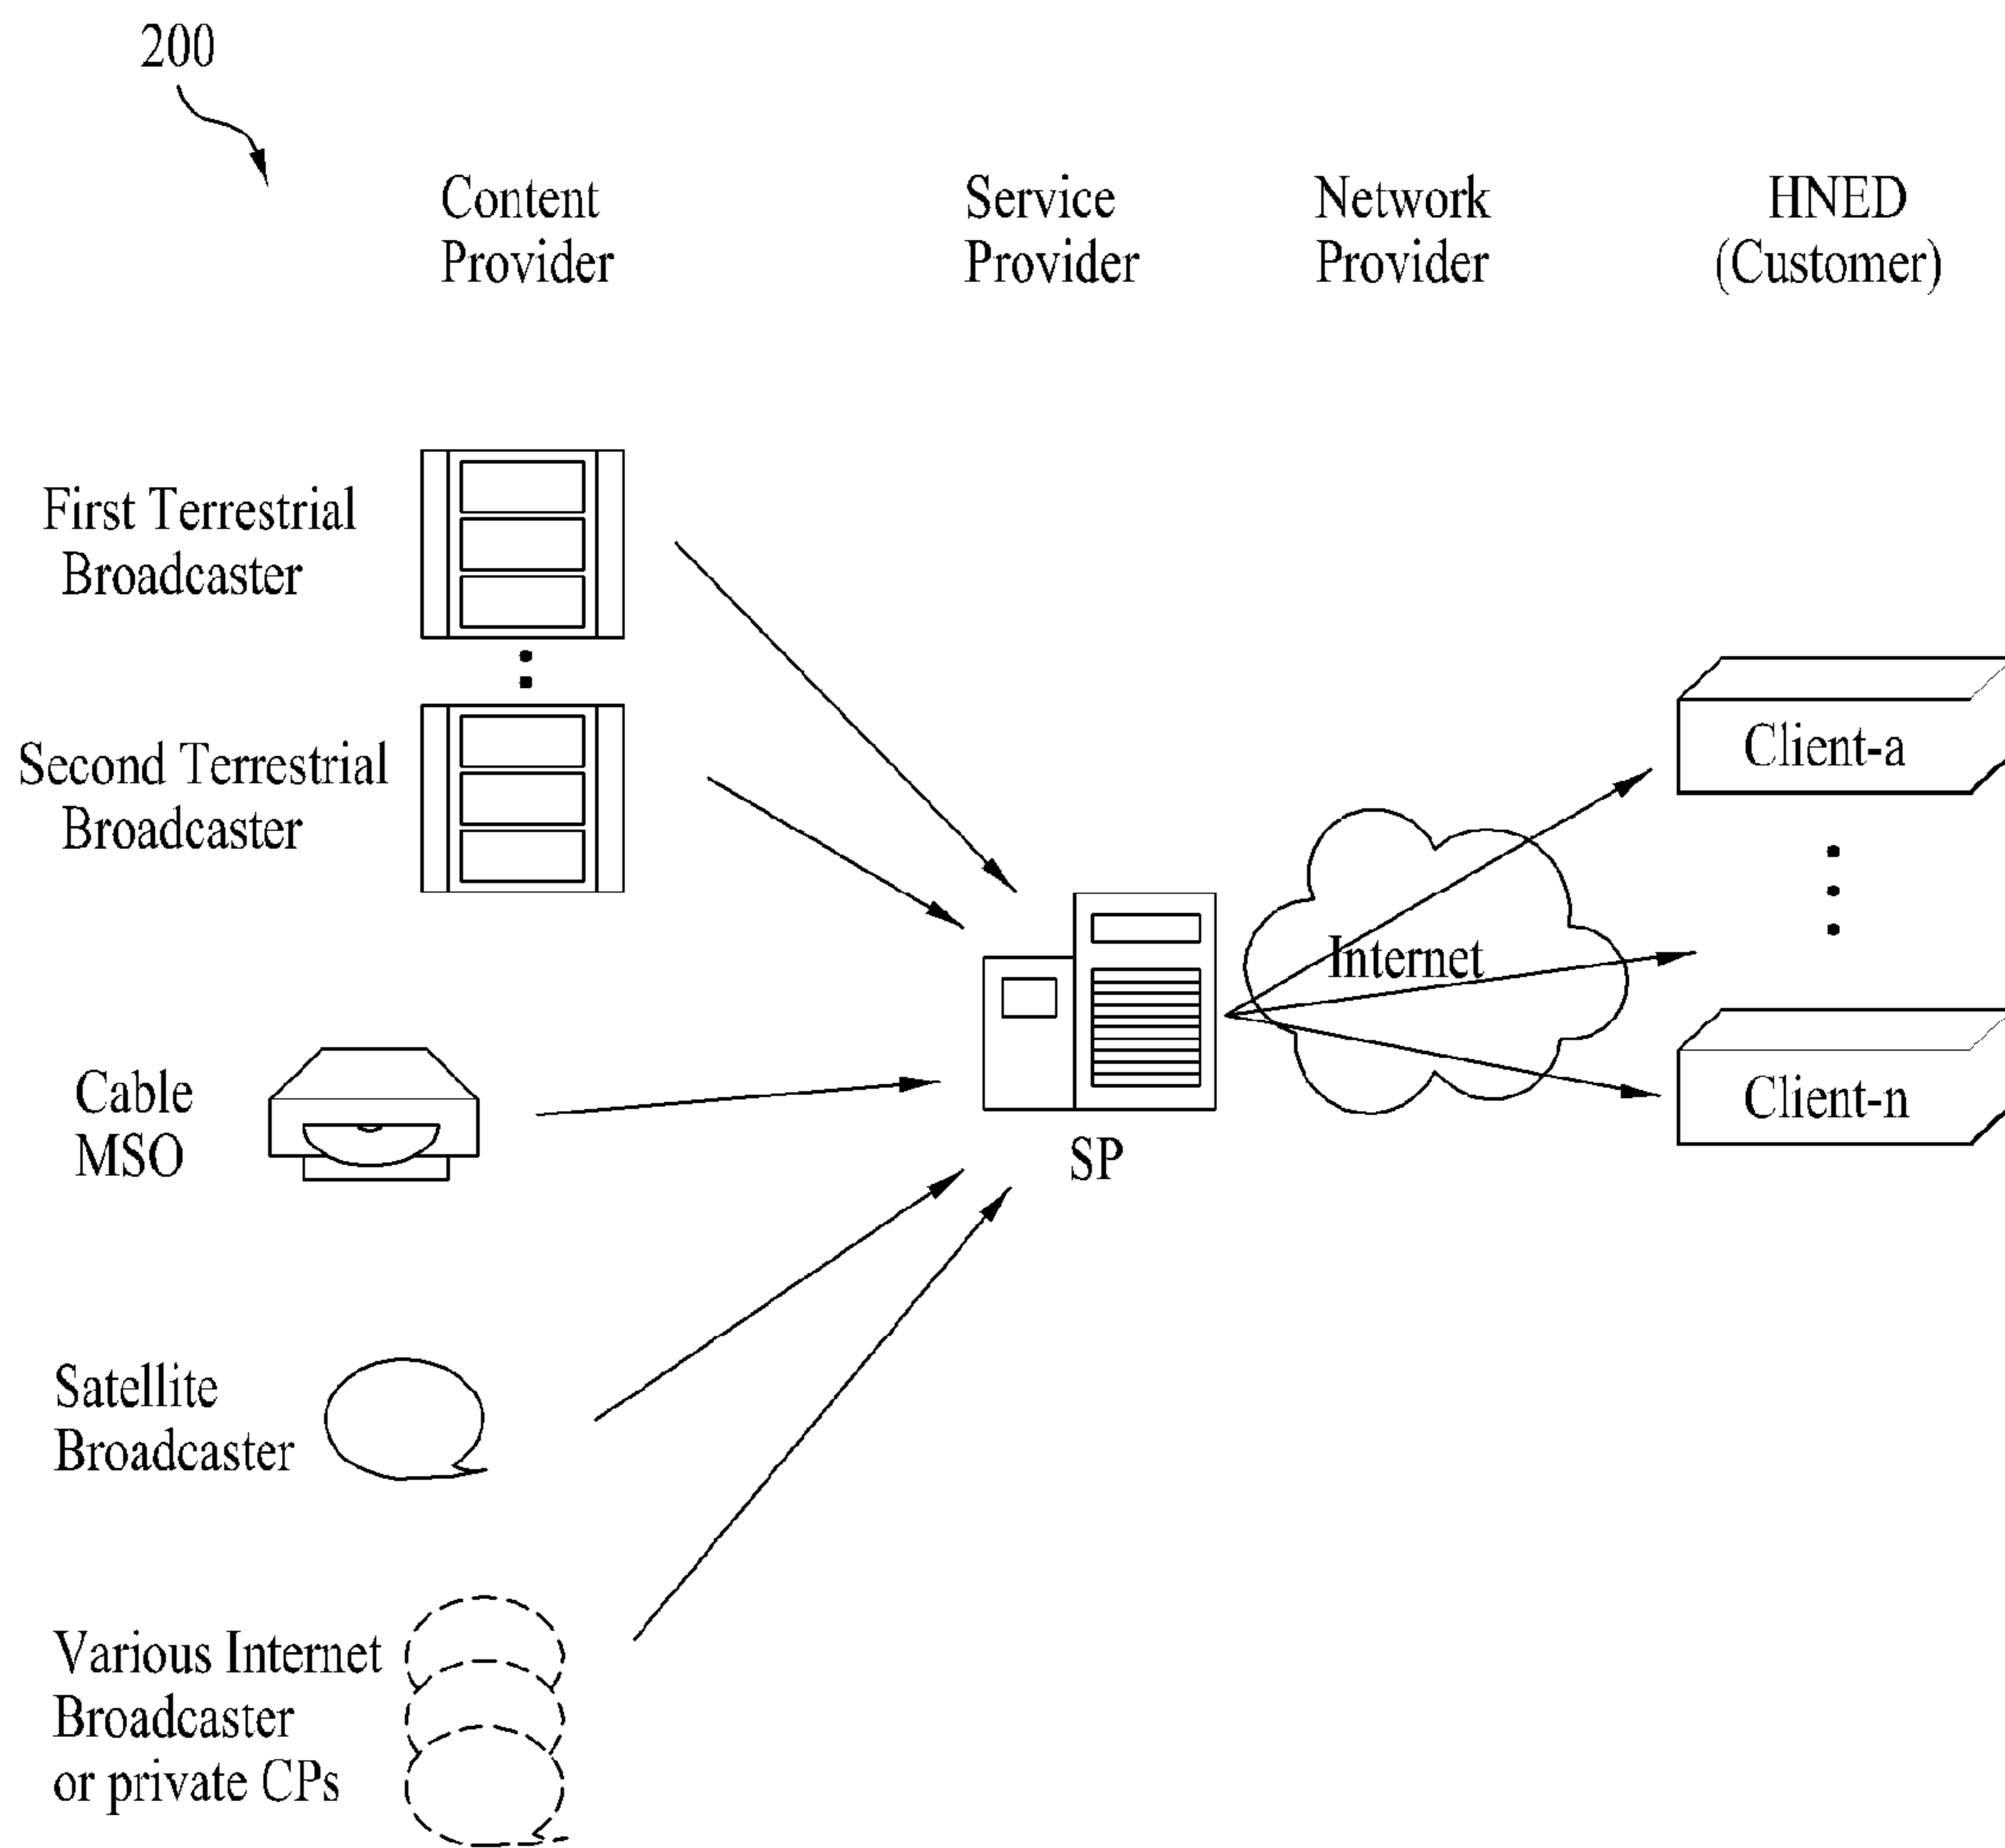 200
Content
Provider
Service
Provider
Network
Provider
HNED
(Customer)
First Terrestrial
Broadcaster
Second Terrestrial
Broadcaster
Cable
MSO
Satellite
Broadcaster
Various Internet
Broadcaster
or private CPs
SP
Internet
Client-a
Client-n